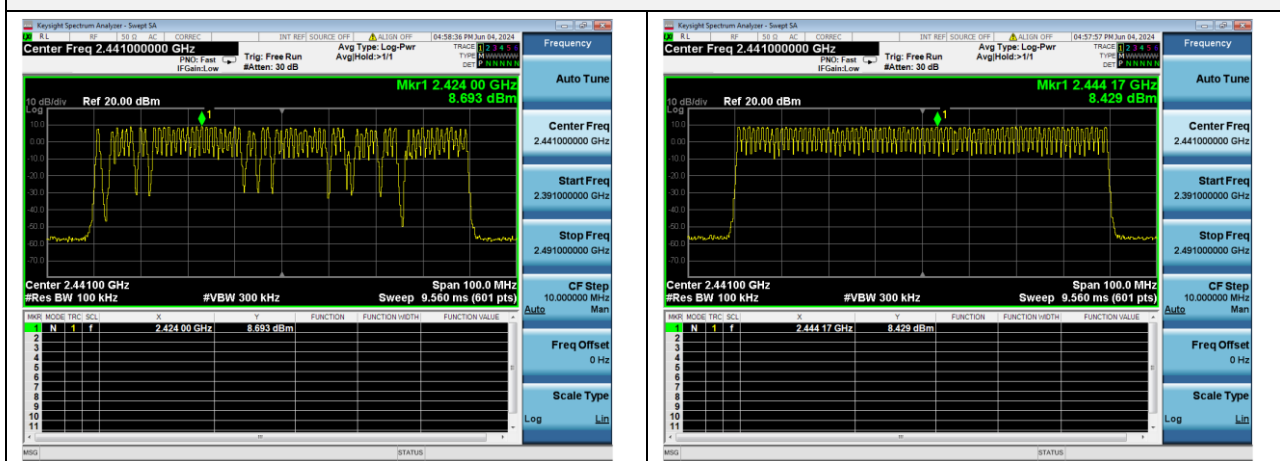 Keysight Spectrum Analyzer - Swept SA
RL RF 50 Ω AC CORREC INT REF SOURCE OFF ALIGN OFF 04:58:36 PM Jun 04, 2024
Center Freq 2.441000000 GHz
PNO: Fast
IFGain:Low
Trig: Free Run
#Atten: 30 dB
Avg Type: Log-Pwr
Avg|Hold:>1/1
TRACE 1 2 3 4 5 6
TYPE M WWWWW
DET P N N N N N
Mkr1 2.424 00 GHz
8.693 dBm
10 dB/div Ref 20.00 dBm
Log
10.0
0.00
-10.0
-20.0
-30.0
-40.0
-50.0
-60.0
-70.0
1
Center 2.44100 GHz Span 100.0 MHz
#Res BW 100 kHz #VBW 300 kHz Sweep 9.560 ms (601 pts)
MKR MODE TRC SCL X Y FUNCTION FUNCTION WIDTH FUNCTION VALUE
1 N 1 f 2.424 00 GHz 8.693 dBm
2
3
4
5
6
7
8
9
10
11
MSG STATUS
Frequency
Auto Tune
Center Freq
2.441000000 GHz
Start Freq
2.391000000 GHz
Stop Freq
2.491000000 GHz
CF Step
10.000000 MHz
Auto Man
Freq Offset
0 Hz
Scale Type
Log Lin
Keysight Spectrum Analyzer - Swept SA
RL RF 50 Ω AC CORREC INT REF SOURCE OFF ALIGN OFF 04:57:57 PM Jun 04, 2024
Center Freq 2.441000000 GHz
PNO: Fast
IFGain:Low
Trig: Free Run
#Atten: 30 dB
Avg Type: Log-Pwr
Avg|Hold:>1/1
TRACE 1 2 3 4 5 6
TYPE M WWWWW
DET P N N N N N
Mkr1 2.444 17 GHz
8.429 dBm
10 dB/div Ref 20.00 dBm
Log
10.0
0.00
-10.0
-20.0
-30.0
-40.0
-50.0
-60.0
-70.0
1
Center 2.44100 GHz Span 100.0 MHz
#Res BW 100 kHz #VBW 300 kHz Sweep 9.560 ms (601 pts)
MKR MODE TRC SCL X Y FUNCTION FUNCTION WIDTH FUNCTION VALUE
1 N 1 f 2.444 17 GHz 8.429 dBm
2
3
4
5
6
7
8
9
10
11
MSG STATUS
Frequency
Auto Tune
Center Freq
2.441000000 GHz
Start Freq
2.391000000 GHz
Stop Freq
2.491000000 GHz
CF Step
10.000000 MHz
Auto Man
Freq Offset
0 Hz
Scale Type
Log Lin